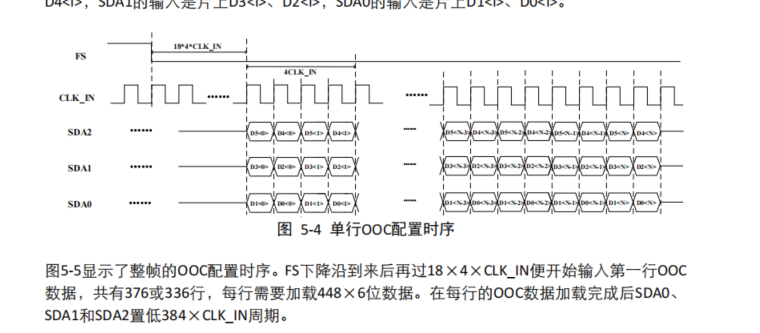 D4<I>，SDA1的输入是片上D3<I>、D2<I>，SDA0的输入是片上D1<I>、D0<I>。
FS
18*4*CLK_IN
4CLK_IN
CLK_IN
SDA2 D5<0> D4<0> D5<1> D4<1> D5<N-3> D4<N-3> D5<N-2> D4<N-2> D5<N-1> D4<N-1> D5<N> D4<N>
SDA1 D3<0> D2<0> D3<1> D2<1> D3<N-3> D2<N-3> D3<N-2> D2<N-2> D3<N-1> D2<N-1> D3<N> D2<N>
SDA0 D1<0> D0<0> D1<1> D0<1> D1<N-3> D0<N-3> D1<N-2> D0<N-2> D1<N-1> D0<N-1> D1<N> D0<N>
图 5-4 单行OOC配置时序
图5-5显示了整帧的OOC配置时序。FS下降沿到来后再过18×4×CLK_IN便开始输入第一行OOC
数据，共有376或336行，每行需要加载448×6位数据。在每行的OOC数据加载完成后SDA0、
SDA1和SDA2置低384×CLK_IN周期。